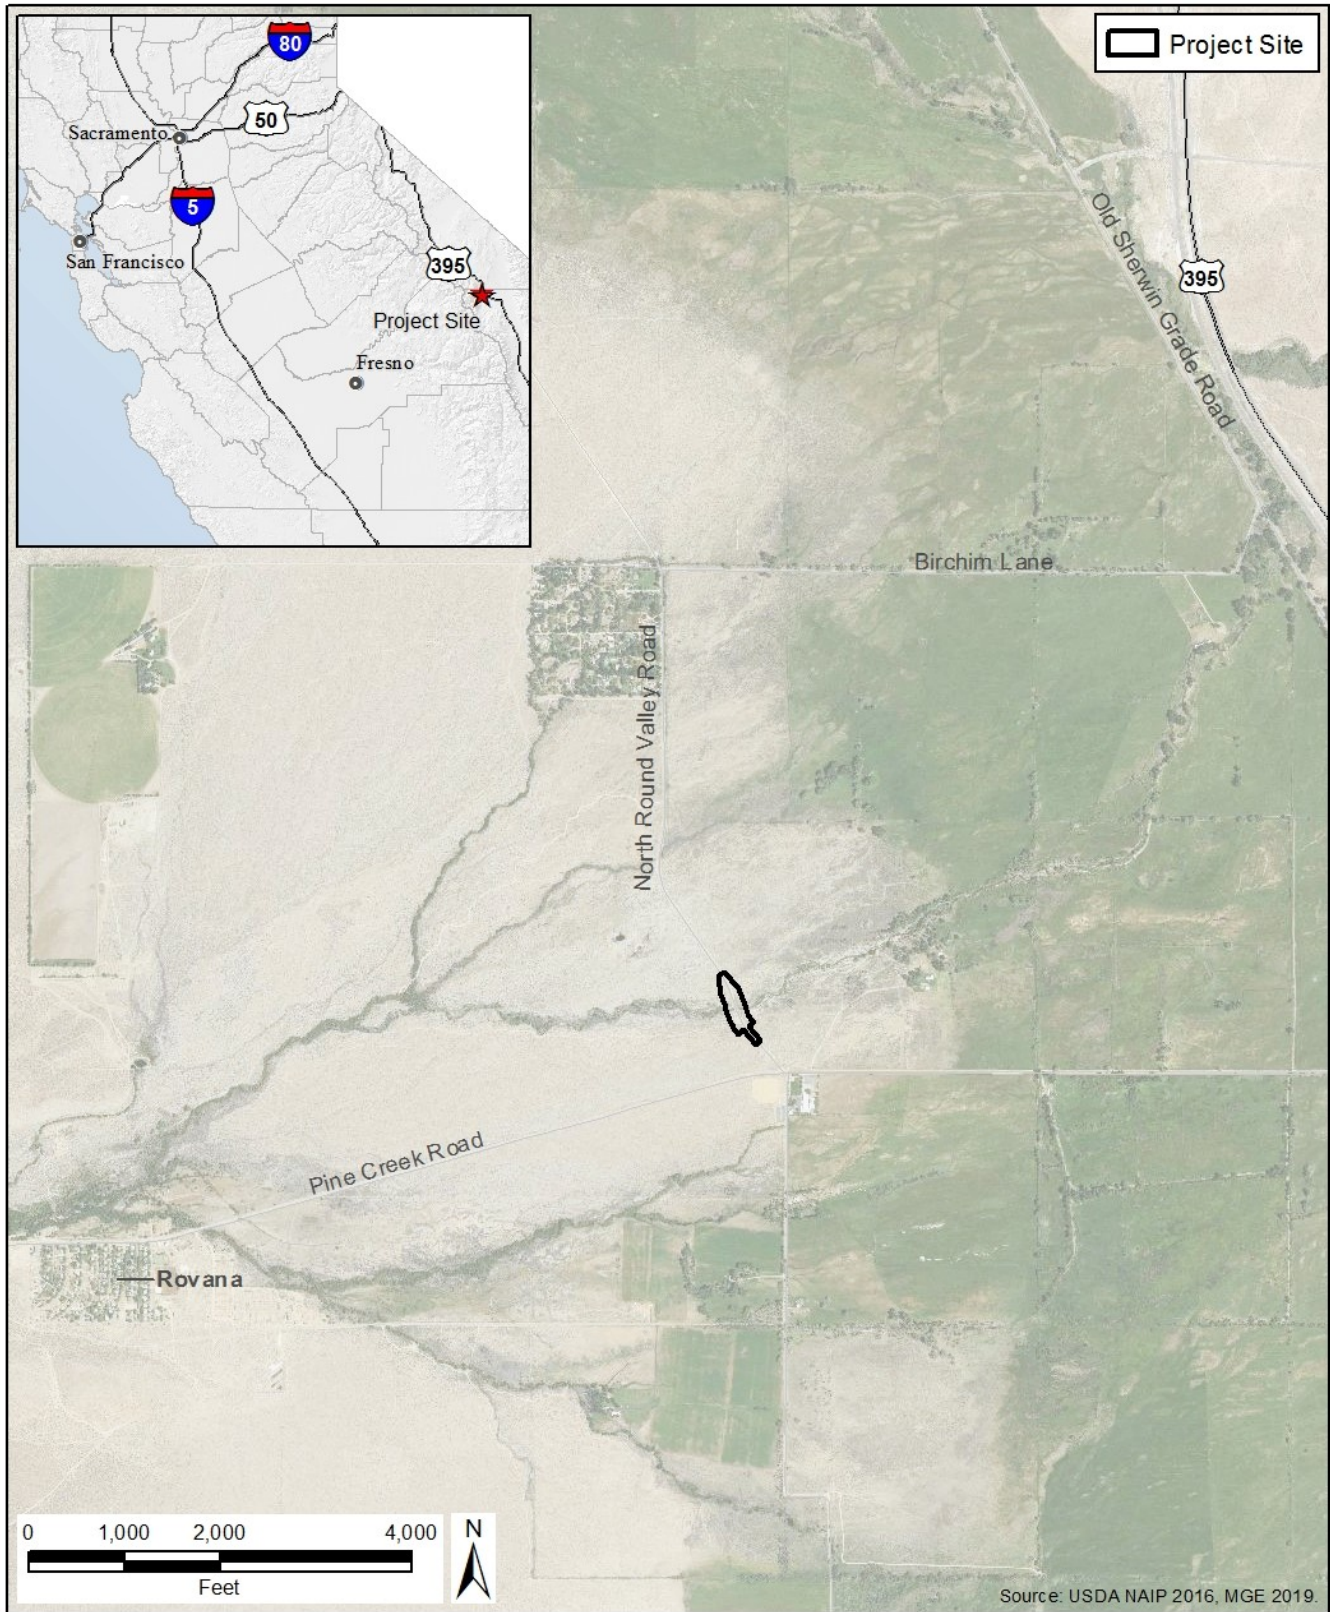 Project Site
80
Sacramento
50
5
San Francisco
395
Project Site
Fresno
Old Sherwin Grade Road
395
Birchim Lane
North Round Valley Road
Pine Creek Road
Rovana
0 1,000 2,000 4,000
Feet
N
Source: USDA NAIP 2016, MGE 2019.